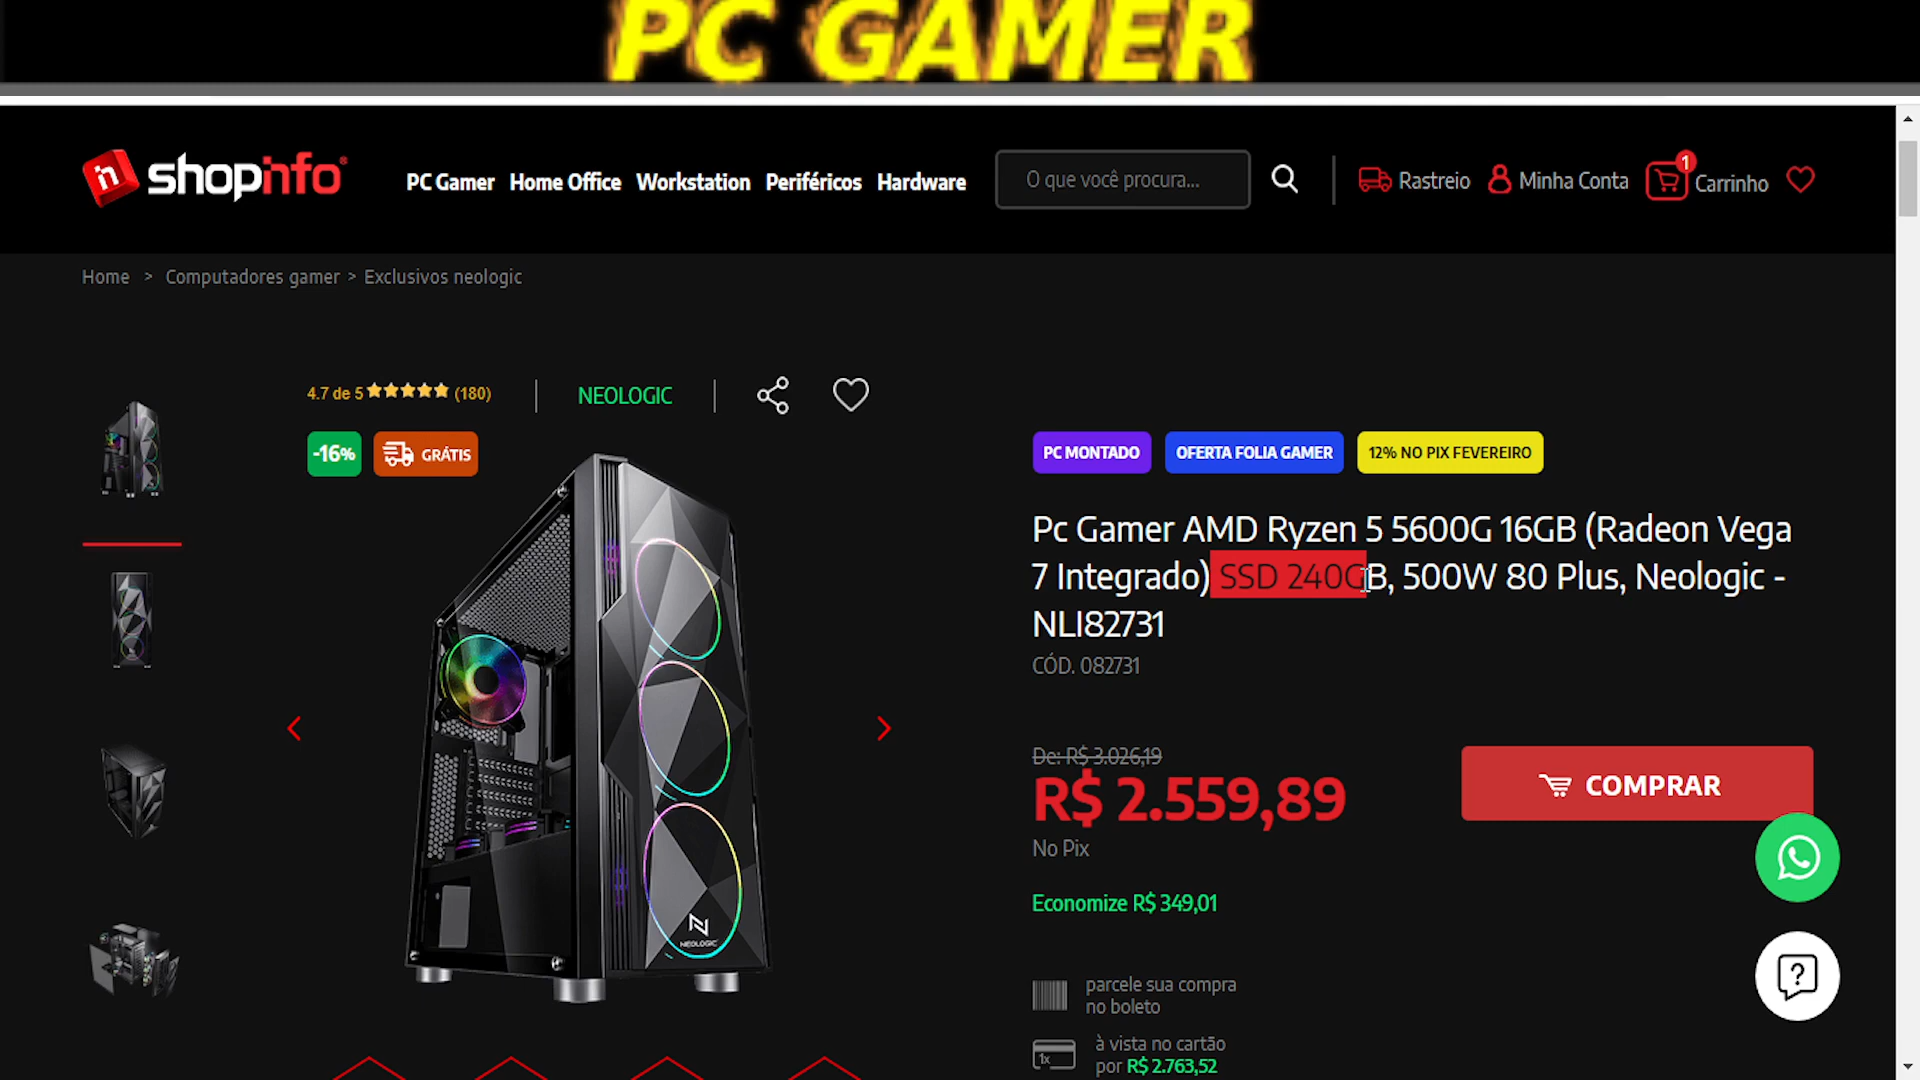 PC GAMER
in shopinfo
PC Gamer Home Office Workstation Periféricos Hardware
O que você procura...
Rastreio Minha Conta 1 Carrinho
Home > Computadores gamer > Exclusivos neologic
4.7 de 5 (180) NEOLOGIC
-16% GRÁTIS
PC MONTADO OFERTA FOLIA GAMER 12% NO PIX FEVEREIRO
Pc Gamer AMD Ryzen 5 5600G 16GB (Radeon Vega
7 Integrado) SSD 240GB, 500W 80 Plus, Neologic -
NLI82731
CÓD. 082731
De: R$ 3.026,19
R$ 2.559,89
COMPRAR
No Pix
Economize R$ 349,01
NEOLOGIC
parcele sua compra
no boleto
à vista no cartão
1x
por R$ 2.763,52